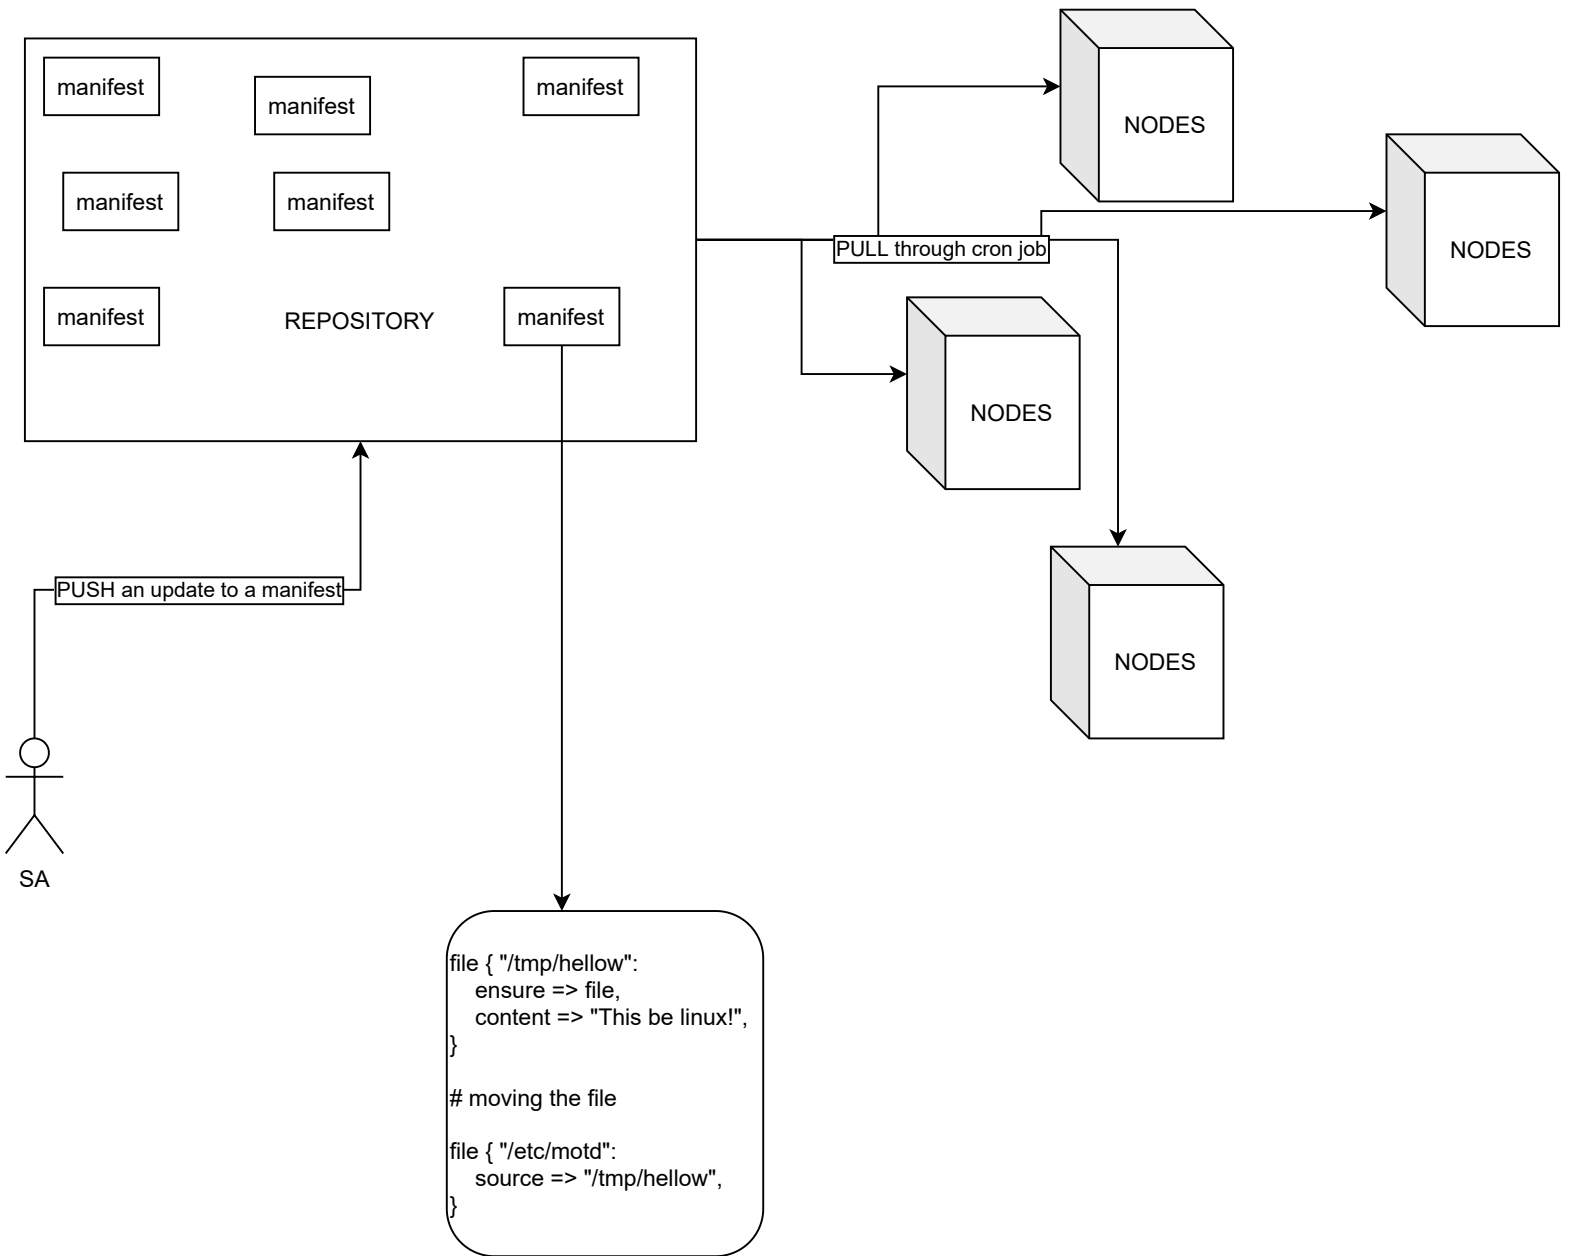 manifest
manifest
manifest
manifest
manifest
manifest
REPOSITORY
manifest
NODES
NODES
PULL through cron job
NODES
NODES
PUSH an update to a manifest
SA
file { "/tmp/hellow":
    ensure => file,
    content => "This be linux!",
}
# moving the file
file { "/etc/motd":
    source => "/tmp/hellow",
}